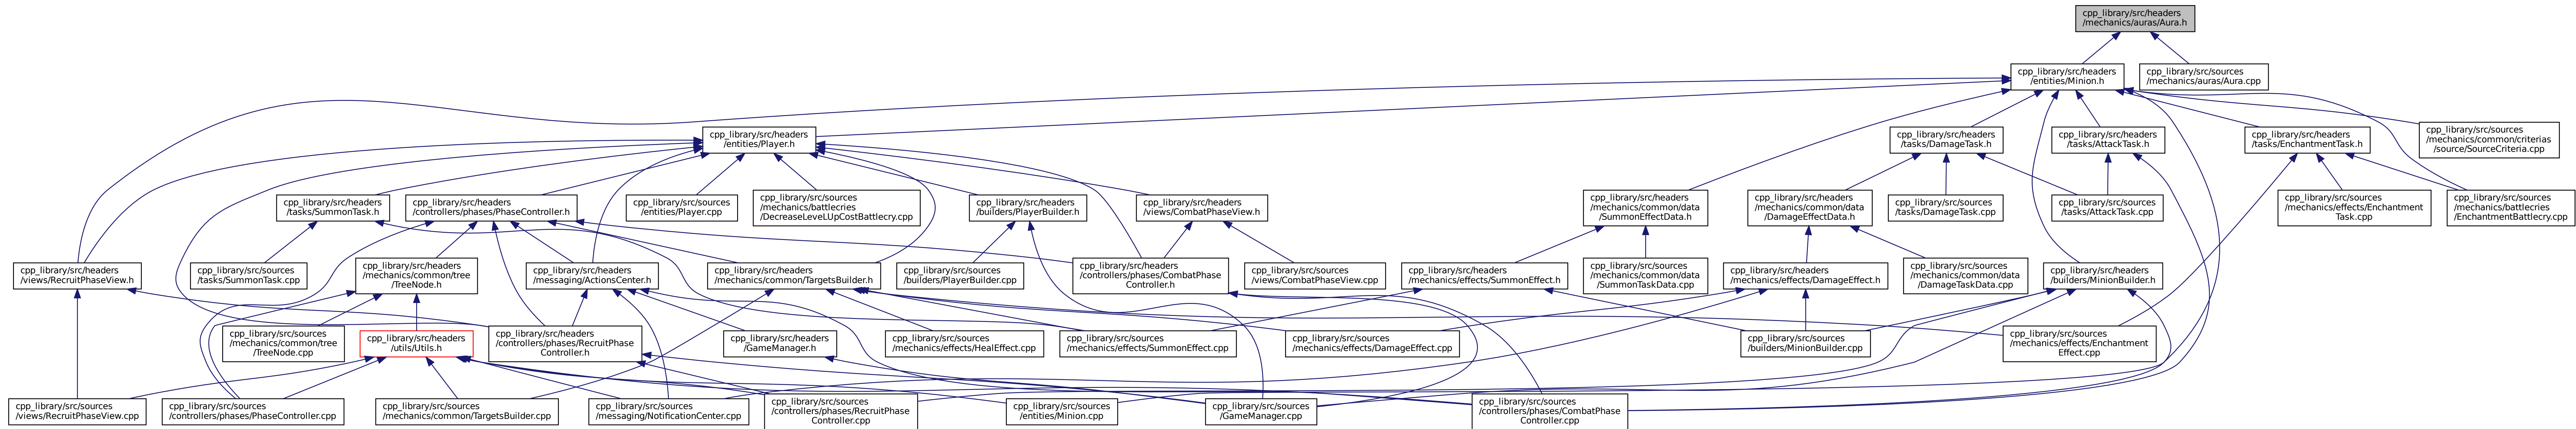 cpp_library/src/headers
/mechanics/auras/Aura.h
cpp_library/src/headers
/entities/Minion.h
cpp_library/src/sources
/mechanics/auras/Aura.cpp
cpp_library/src/headers
/entities/Player.h
cpp_library/src/headers
/tasks/DamageTask.h
cpp_library/src/headers
/tasks/AttackTask.h
cpp_library/src/headers
/tasks/EnchantmentTask.h
cpp_library/src/sources
/mechanics/common/criterias
/source/SourceCriteria.cpp
cpp_library/src/headers
/tasks/SummonTask.h
cpp_library/src/headers
/controllers/phases/PhaseController.h
cpp_library/src/sources
/entities/Player.cpp
cpp_library/src/sources
/mechanics/battlecries
/DecreaseLeveLUpCostBattlecry.cpp
cpp_library/src/headers
/builders/PlayerBuilder.h
cpp_library/src/headers
/views/CombatPhaseView.h
cpp_library/src/headers
/mechanics/common/data
/SummonEffectData.h
cpp_library/src/headers
/mechanics/common/data
/DamageEffectData.h
cpp_library/src/sources
/tasks/DamageTask.cpp
cpp_library/src/sources
/tasks/AttackTask.cpp
cpp_library/src/sources
/mechanics/effects/Enchantment
Task.cpp
cpp_library/src/sources
/mechanics/battlecries
/EnchantmentBattlecry.cpp
cpp_library/src/headers
/views/RecruitPhaseView.h
cpp_library/src/sources
/tasks/SummonTask.cpp
cpp_library/src/headers
/mechanics/common/tree
/TreeNode.h
cpp_library/src/headers
/messaging/ActionsCenter.h
cpp_library/src/headers
/mechanics/common/TargetsBuilder.h
cpp_library/src/sources
/builders/PlayerBuilder.cpp
cpp_library/src/headers
/controllers/phases/CombatPhase
Controller.h
cpp_library/src/sources
/views/CombatPhaseView.cpp
cpp_library/src/headers
/mechanics/effects/SummonEffect.h
cpp_library/src/sources
/mechanics/common/data
/SummonTaskData.cpp
cpp_library/src/headers
/mechanics/effects/DamageEffect.h
cpp_library/src/sources
/mechanics/common/data
/DamageTaskData.cpp
cpp_library/src/headers
/builders/MinionBuilder.h
cpp_library/src/sources
/mechanics/common/tree
/TreeNode.cpp
cpp_library/src/headers
/utils/Utils.h
cpp_library/src/headers
/controllers/phases/RecruitPhase
Controller.h
cpp_library/src/headers
/GameManager.h
cpp_library/src/sources
/mechanics/effects/HealEffect.cpp
cpp_library/src/sources
/mechanics/effects/SummonEffect.cpp
cpp_library/src/sources
/mechanics/effects/DamageEffect.cpp
cpp_library/src/sources
/builders/MinionBuilder.cpp
cpp_library/src/sources
/mechanics/effects/Enchantment
Effect.cpp
cpp_library/src/sources
/views/RecruitPhaseView.cpp
cpp_library/src/sources
/controllers/phases/PhaseController.cpp
cpp_library/src/sources
/mechanics/common/TargetsBuilder.cpp
cpp_library/src/sources
/messaging/NotificationCenter.cpp
cpp_library/src/sources
/controllers/phases/RecruitPhase
Controller.cpp
cpp_library/src/sources
/entities/Minion.cpp
cpp_library/src/sources
/GameManager.cpp
cpp_library/src/sources
/controllers/phases/CombatPhase
Controller.cpp